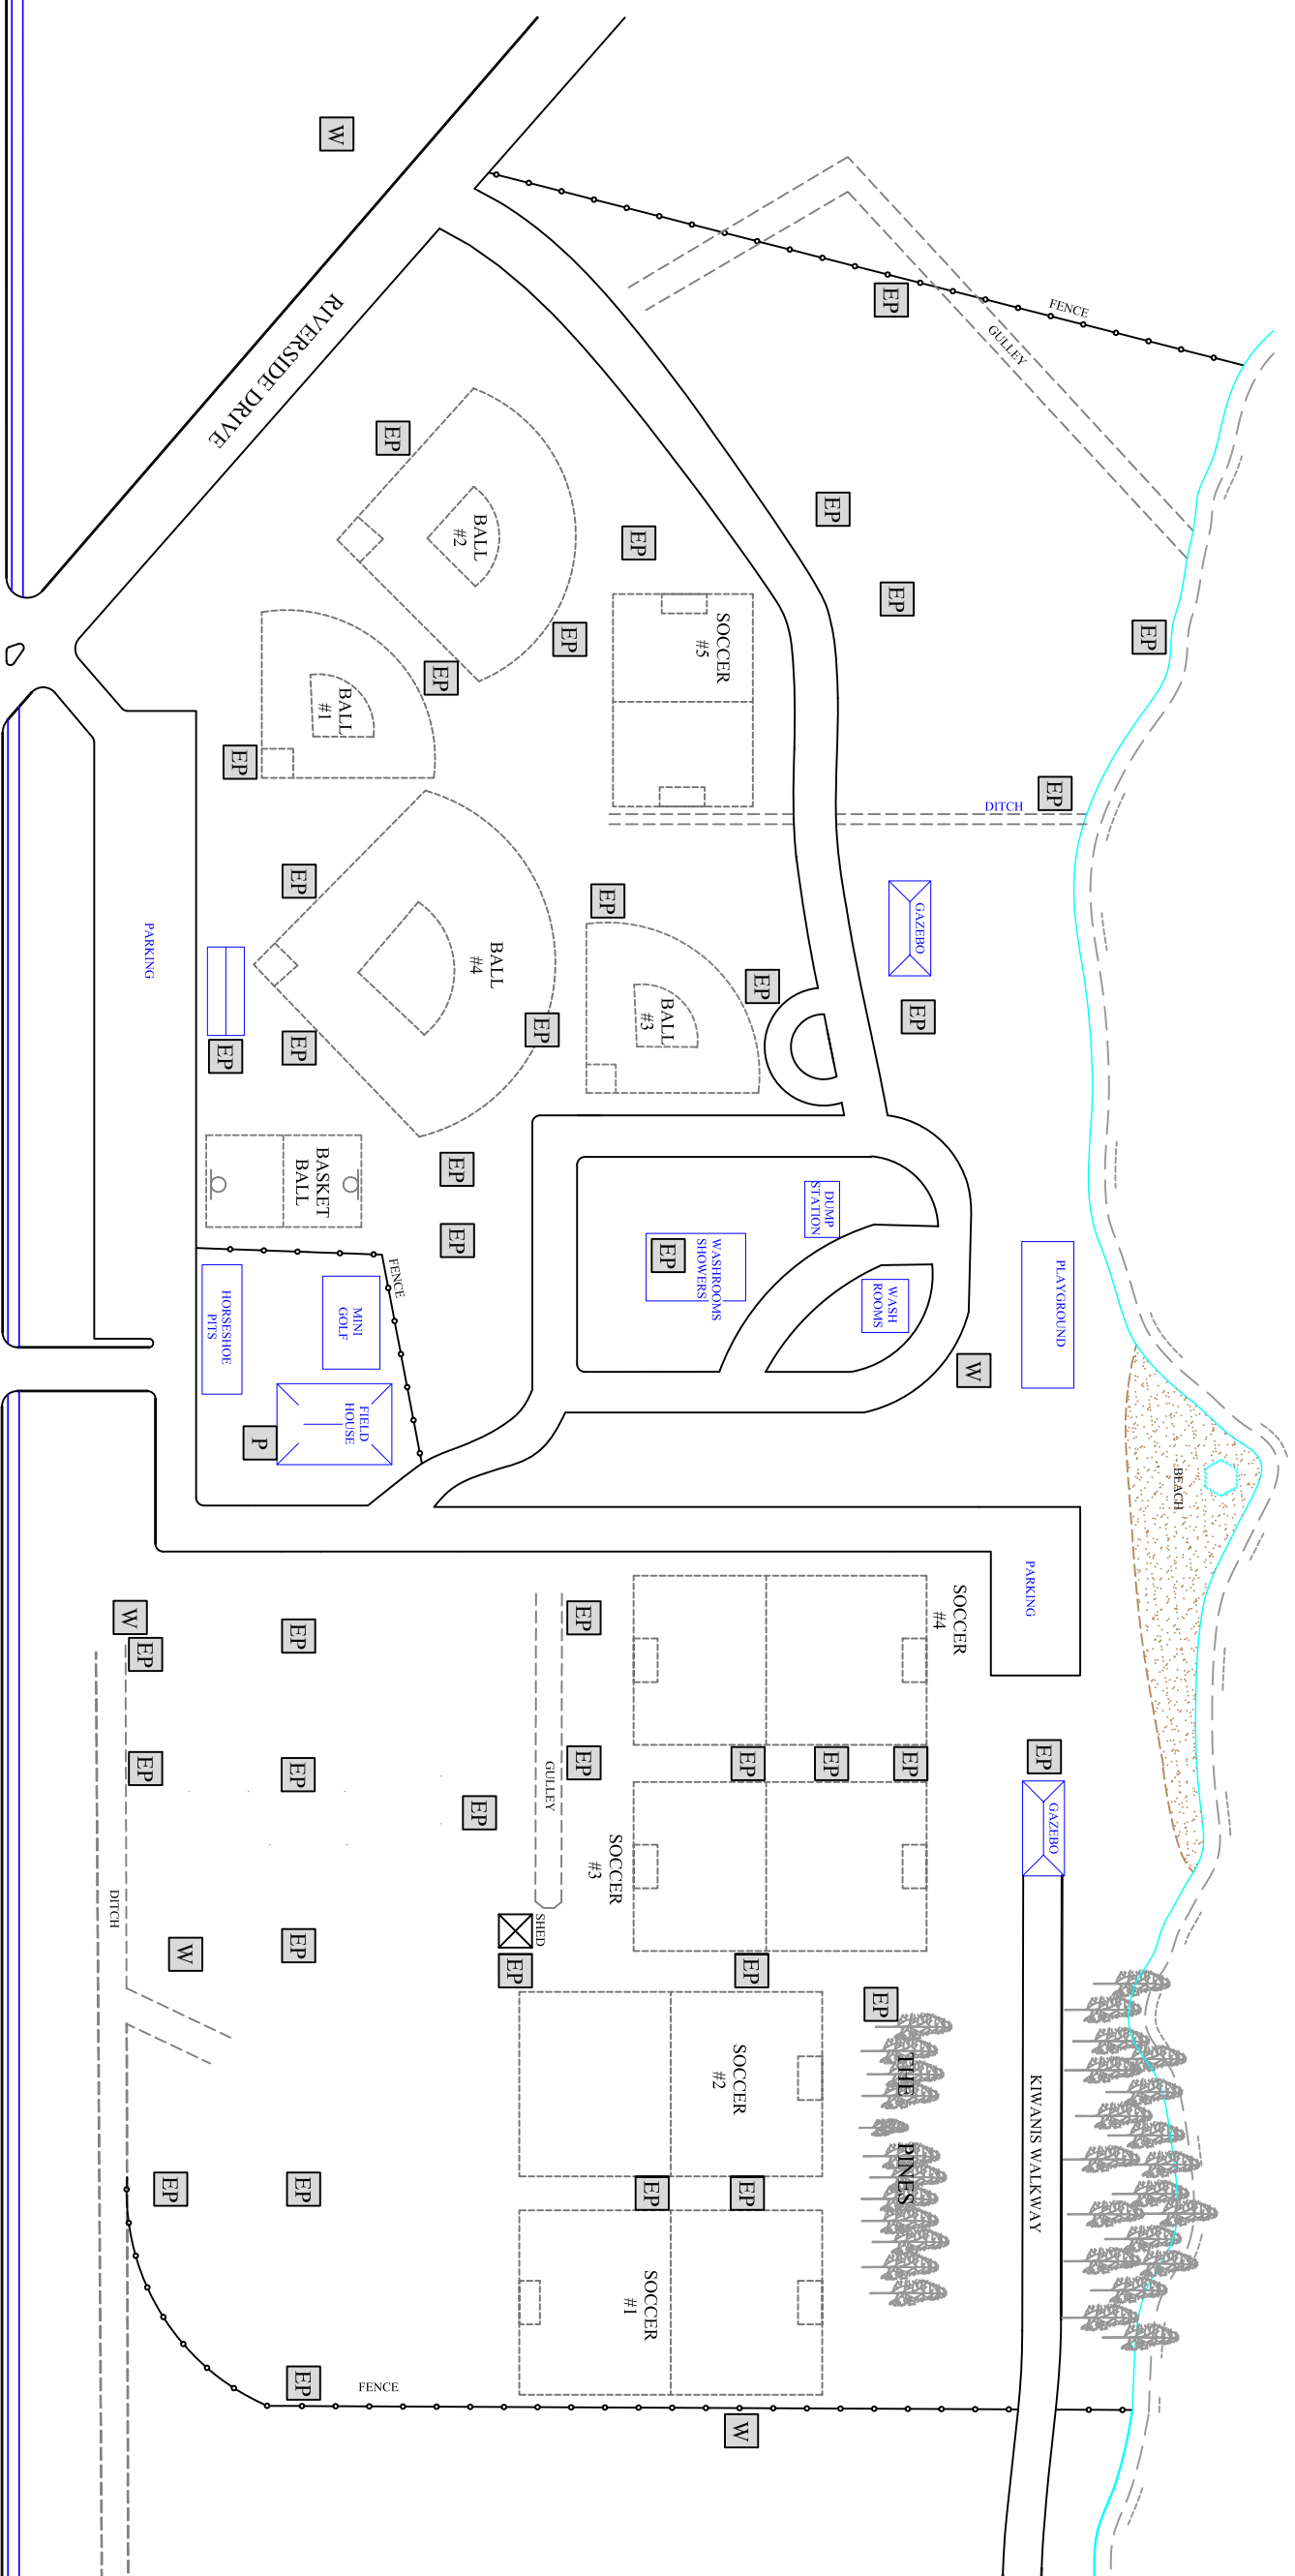 W
FENCE
EP
GULLEY
RIVERSIDE DRIVE
EP
EP
BALL
#2
EP
EP
EP
EP
SOCCER
#5
EP
BALL
#1
EP
EP
DITCH
EP
EP
GAZEBO
PARKING
BALL
#4
EP
BALL
#3
EP
EP
EP
EP
EP
BASKET
BALL
DUMP
STATION
EP
EP
WASHROOMS
SHOWERS
FENCE
WASH
ROOMS
PLAYGROUND
MINI
GOLF
HORSESHOE
PITS
W
FIELD
HOUSE
P
BEACH
PARKING
W
EP
SOCCER
#4
EP
EP
EP
EP
EP
EP
EP
EP
EP
GULLEY
EP
GAZEBO
SOCCER
#3
DITCH
SHED
EP
W
EP
EP
EP
THE PINES
SOCCER
#2
KIWANIS WALKWAY
EP
EP
EP
EP
SOCCER
#1
EP
FENCE
W